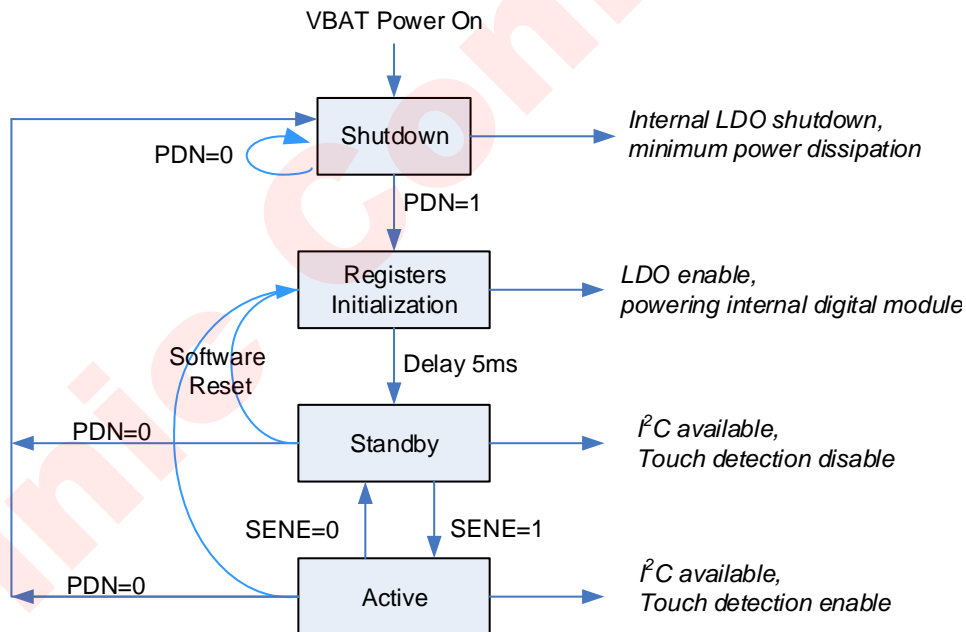 VBAT Power On
Shutdown
PDN=0
Internal LDO shutdown,
minimum power dissipation
PDN=1
Registers
Initialization
LDO enable,
powering internal digital module
Software
Reset
Delay 5ms
PDN=0
Standby
I²C available,
Touch detection disable
SENE=0
SENE=1
PDN=0
Active
I²C available,
Touch detection enable